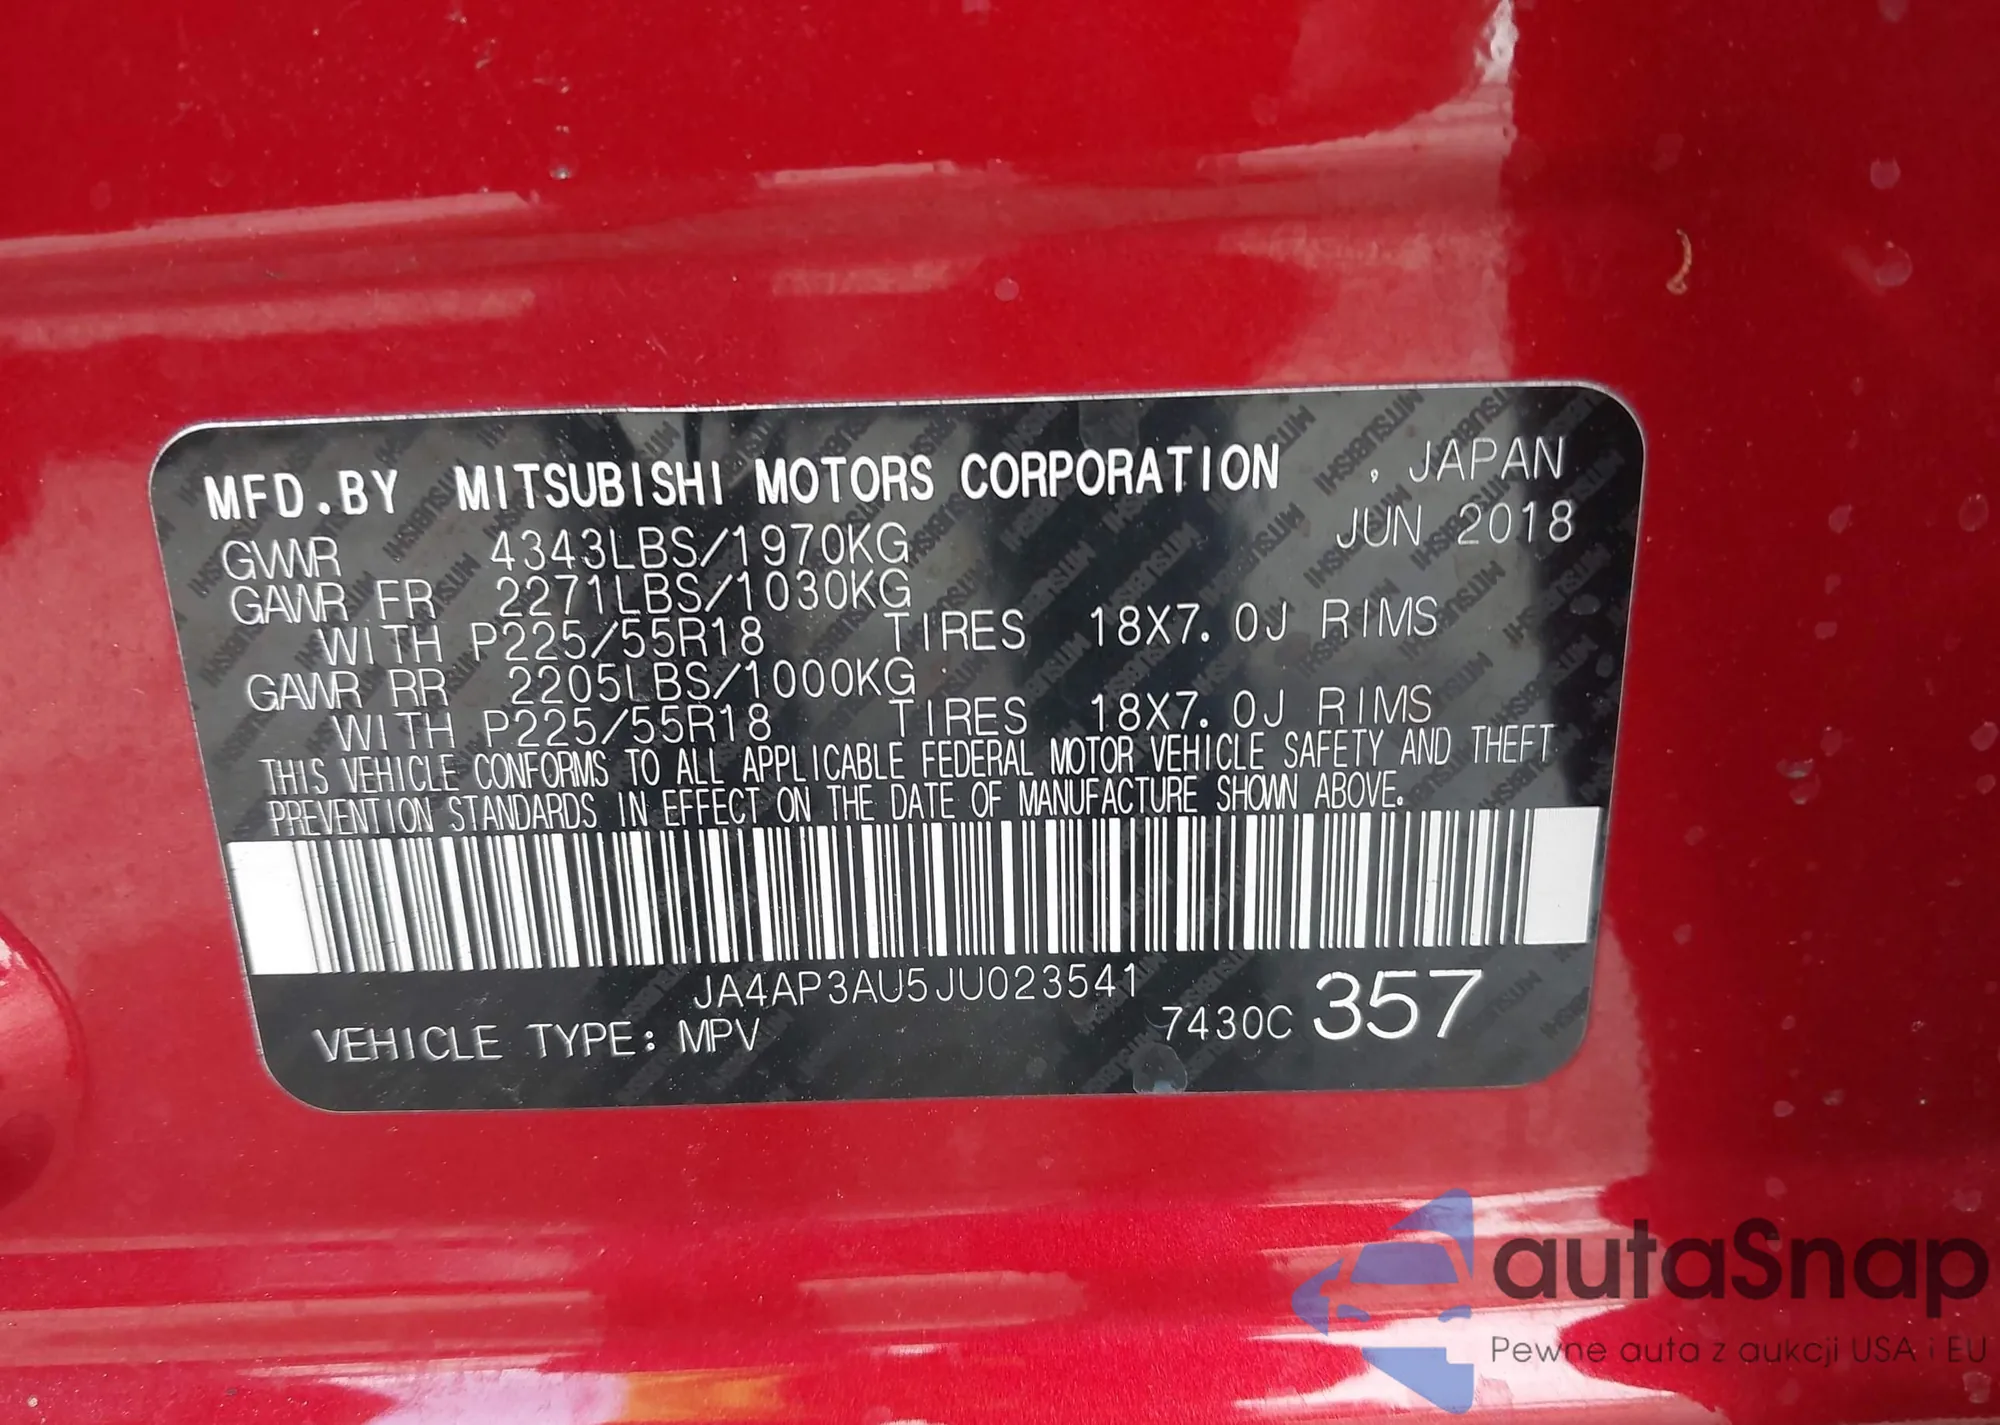 MFD.BY MITSUBISHI MOTORS CORPORATION , JAPAN
JUN 2018
GVWR 4343LBS/1970KG
GAWR FR 2271LBS/1030KG
WITH P225/55R18 TIRES 18X7.0J RIMS
GAWR RR 2205LBS/1000KG
WITH P225/55R18 TIRES 18X7.0J RIMS
THIS VEHICLE CONFORMS TO ALL APPLICABLE FEDERAL MOTOR VEHICLE SAFETY AND THEFT
PREVENTION STANDARDS IN EFFECT ON THE DATE OF MANUFACTURE SHOWN ABOVE.
JA4AP3AU5JU023541
VEHICLE TYPE: MPV 7430C 357
autaSnap
Pewne auta z aukcji USA i EU